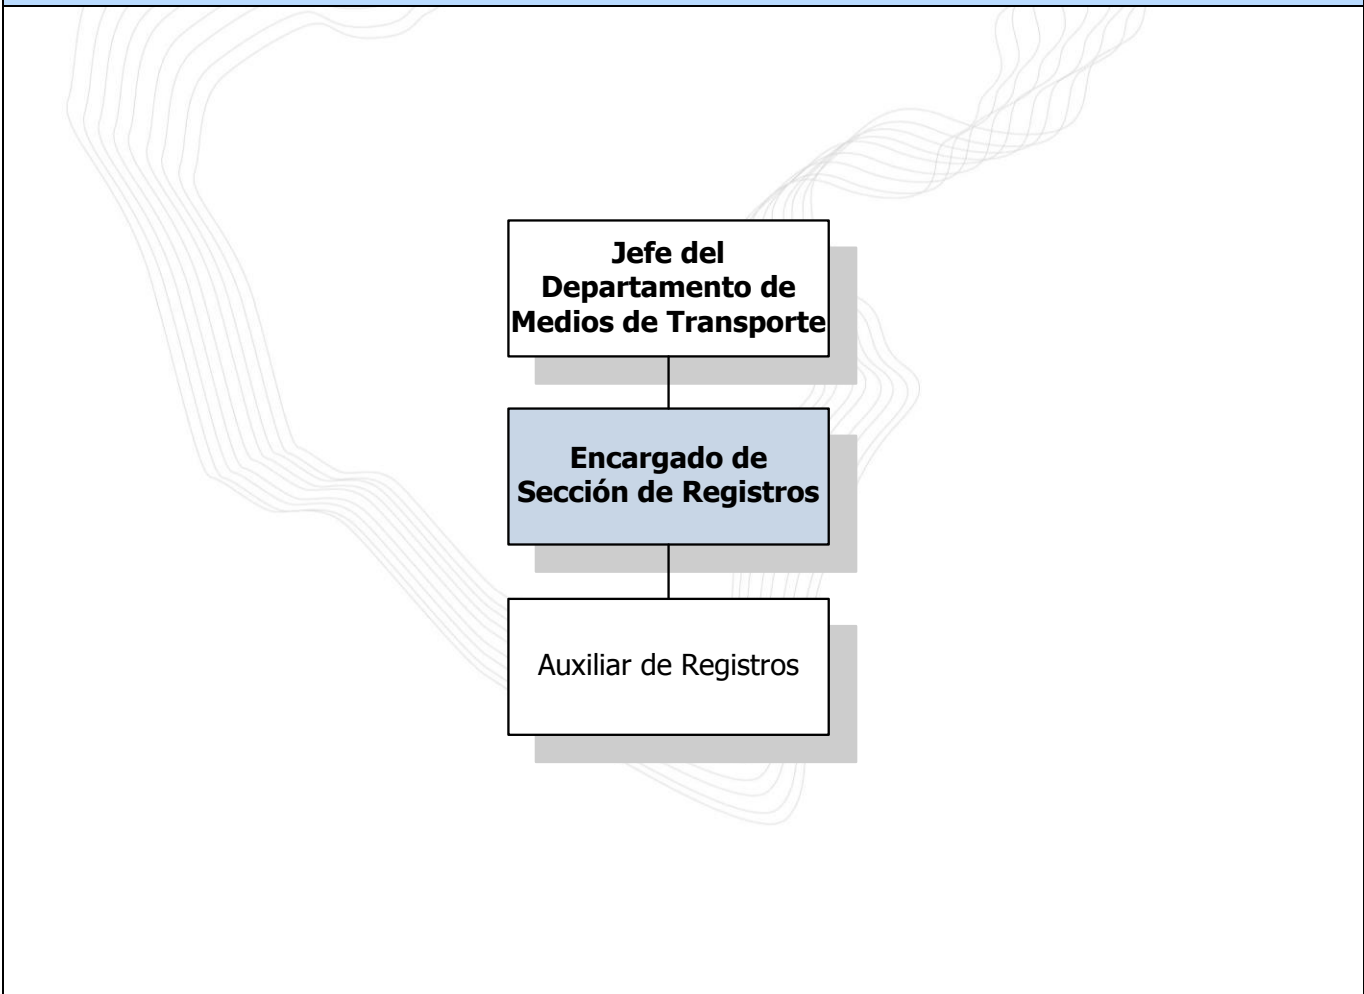 Jefe del
Departamento de
Medios de Transporte
Encargado de
Sección de Registros
Auxiliar de Registros